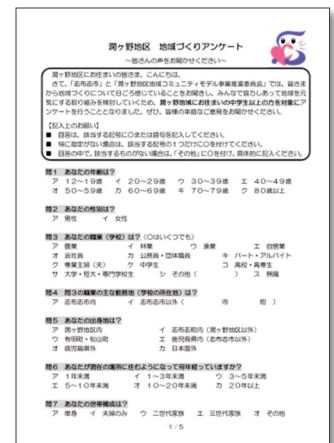 潤ヶ野地区 地域づくりアンケート
～皆さんの声をお聞かせください～
潤ヶ野地区にお住まいの皆さま、こんにちは。
さて、「志布志市」と「潤ヶ野地区地域コミュニティモデル事業推進委員会」では、皆さま
から地域づくりについて日ごろ感じていることをお聞きし、みんなで協力しあって地域を元
気にする取り組みを検討していくため、潤ヶ野地域にお住まいの中学生以上の方を対象にア
ンケートを行うこととなりました。ぜひ、皆様の率直なご意見をお聞かせください。
【記入上のお願い】
■ 回答は、該当する記号に○または語句を記入してください。
■ 特に指定がない場合は、該当する記号の１つだけに○を付けてください。
■ 回答の中で、該当するものがない場合は、「その他」に○を付け、具体的に記入ください。
問1 あなたの年齢は？
ア 12～19歳 イ 20～29歳 ウ 30～39歳 エ 40～49歳
オ 50～59歳 カ 60～69歳 キ 70～79歳 ク 80歳以上
問2 あなたの性別は？
ア 男性 イ 女性
問3 あなたの職業（学校）は？（○はいくつでも）
ア 農業 イ 林業 ウ 漁業 エ 自営業
オ 会社員 カ 公務員・団体職員 キ パート・アルバイト
ク 専業主婦（夫） ケ 中学生 コ 高校・高専生
サ 大学・短大・専門学校生 シ その他（ ） ス 無職
問4 問3の職業の主な勤務地（学校の所在地）は？
ア 志布志市内 イ 志布志市以外（ 市 町 ）
問5 あなたの出身地は？
ア 潤ヶ野地区内 イ 志布志町内（潤ヶ野地区以外）
ウ 有明町・松山町 エ 鹿児島県内（志布志市以外）
オ 鹿児島県外 カ 日本国外
問6 あなたが現在の場所に住むようになって何年経っていますか？
ア 1年未満 イ 1～3年未満 ウ 3～5年未満
エ 5～10年未満 オ 10～20年未満 カ 20年以上
問7 あなたの世帯構成は？
ア 単身 イ 夫婦のみ ウ 二世代家族 エ 三世代家族 オ その他
1 / 5